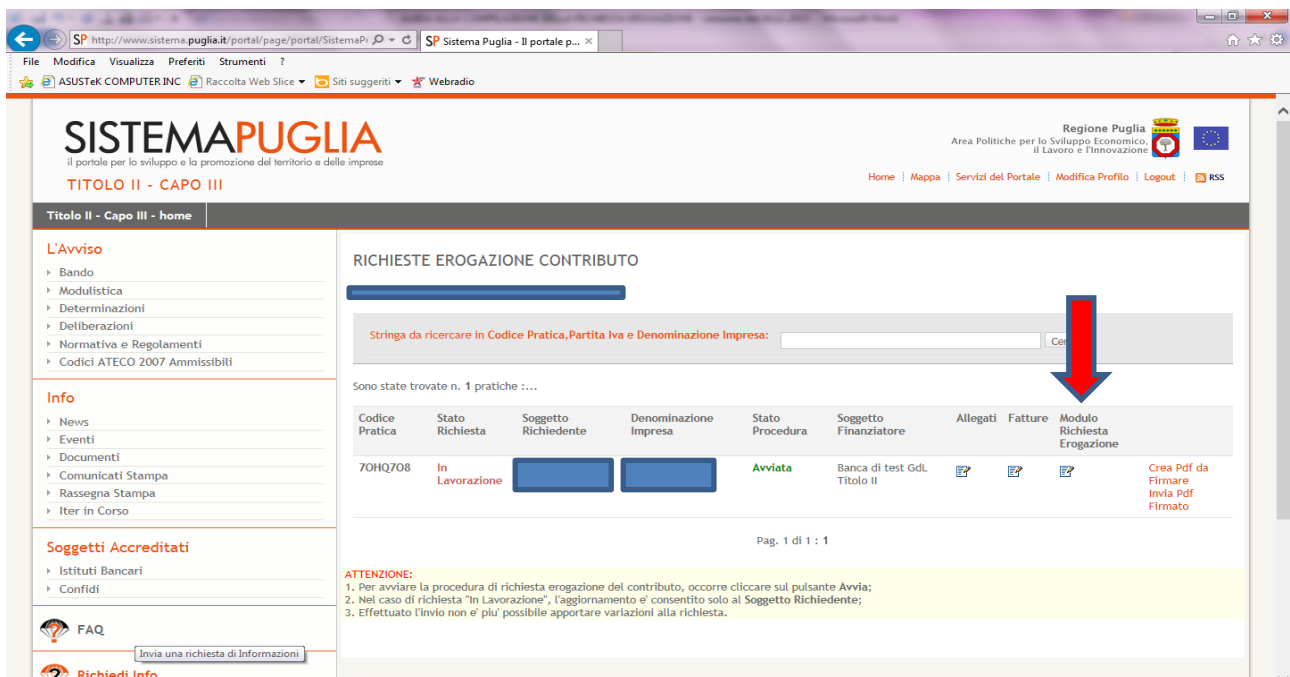 http://www.sistema.puglia.it/portal/page/portal/SistemaP
SP Sistema Puglia - Il portale p...
File Modifica Visualizza Preferiti Strumenti ?
ASUSTeK COMPUTER INC Raccolta Web Slice Siti suggeriti Webradio
SISTEMAPUGLIA
il portale per lo sviluppo e la promozione del territorio e delle imprese
TITOLO II - CAPO III
Regione Puglia
Area Politiche per lo Sviluppo Economico,
il Lavoro e l'Innovazione
Home Mappa Servizi del Portale Modifica Profilo Logout RSS
Titolo II - Capo III - home
L'Avviso
Bando
Modulistica
Determinazioni
Deliberazioni
Normativa e Regolamenti
Codici ATECO 2007 Ammissibili
Info
News
Eventi
Documenti
Comunicati Stampa
Rassegna Stampa
Iter in Corso
Soggetti Accreditati
Istituti Bancari
Confidi
FAQ
Invia una richiesta di Informazioni
Richiedi Info
RICHIESTE EROGAZIONE CONTRIBUTO
Stringa da ricercare in Codice Pratica,Partita Iva e Denominazione Impresa:
Sono state trovate n. 1 pratiche :...
Codice Pratica Stato Richiesta Soggetto Richiedente Denominazione Impresa Stato Procedura Soggetto Finanziatore Allegati Fatture Modulo Richiesta Erogazione
7OHQ7O8 In Lavorazione Avviata Banca di test GdL Titolo II Crea Pdf da Firmare Invia Pdf Firmato
Pag. 1 di 1 : 1
ATTENZIONE:
1. Per avviare la procedura di richiesta erogazione del contributo, occorre cliccare sul pulsante Avvia;
2. Nel caso di richiesta "In Lavorazione", l'aggiornamento e' consentito solo al Soggetto Richiedente;
3. Effettuato l'invio non e' piu' possibile apportare variazioni alla richiesta.